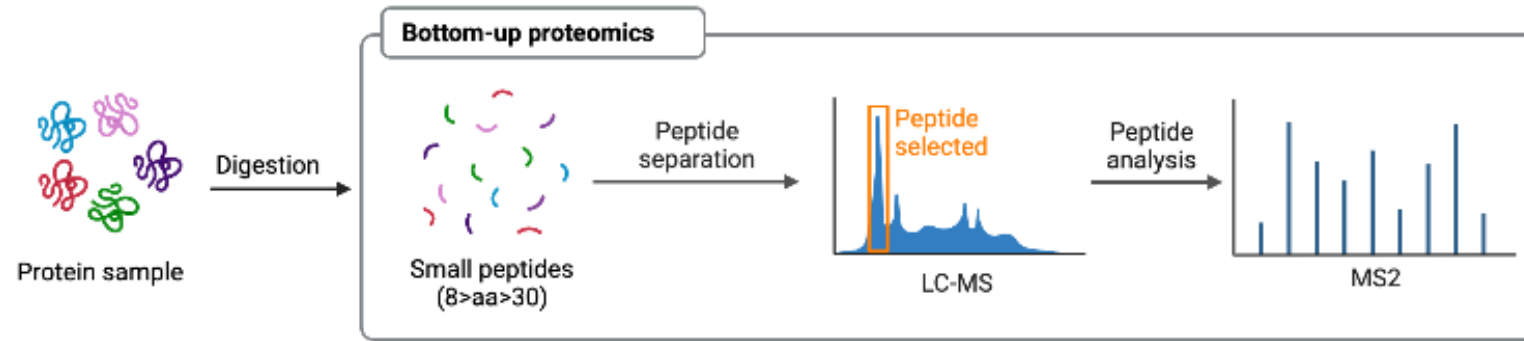 Bottom-up proteomics
Protein sample
Digestion
Small peptides
(8>aa>30)
Peptide
separation
Peptide
selected
LC-MS
Peptide
analysis
MS2